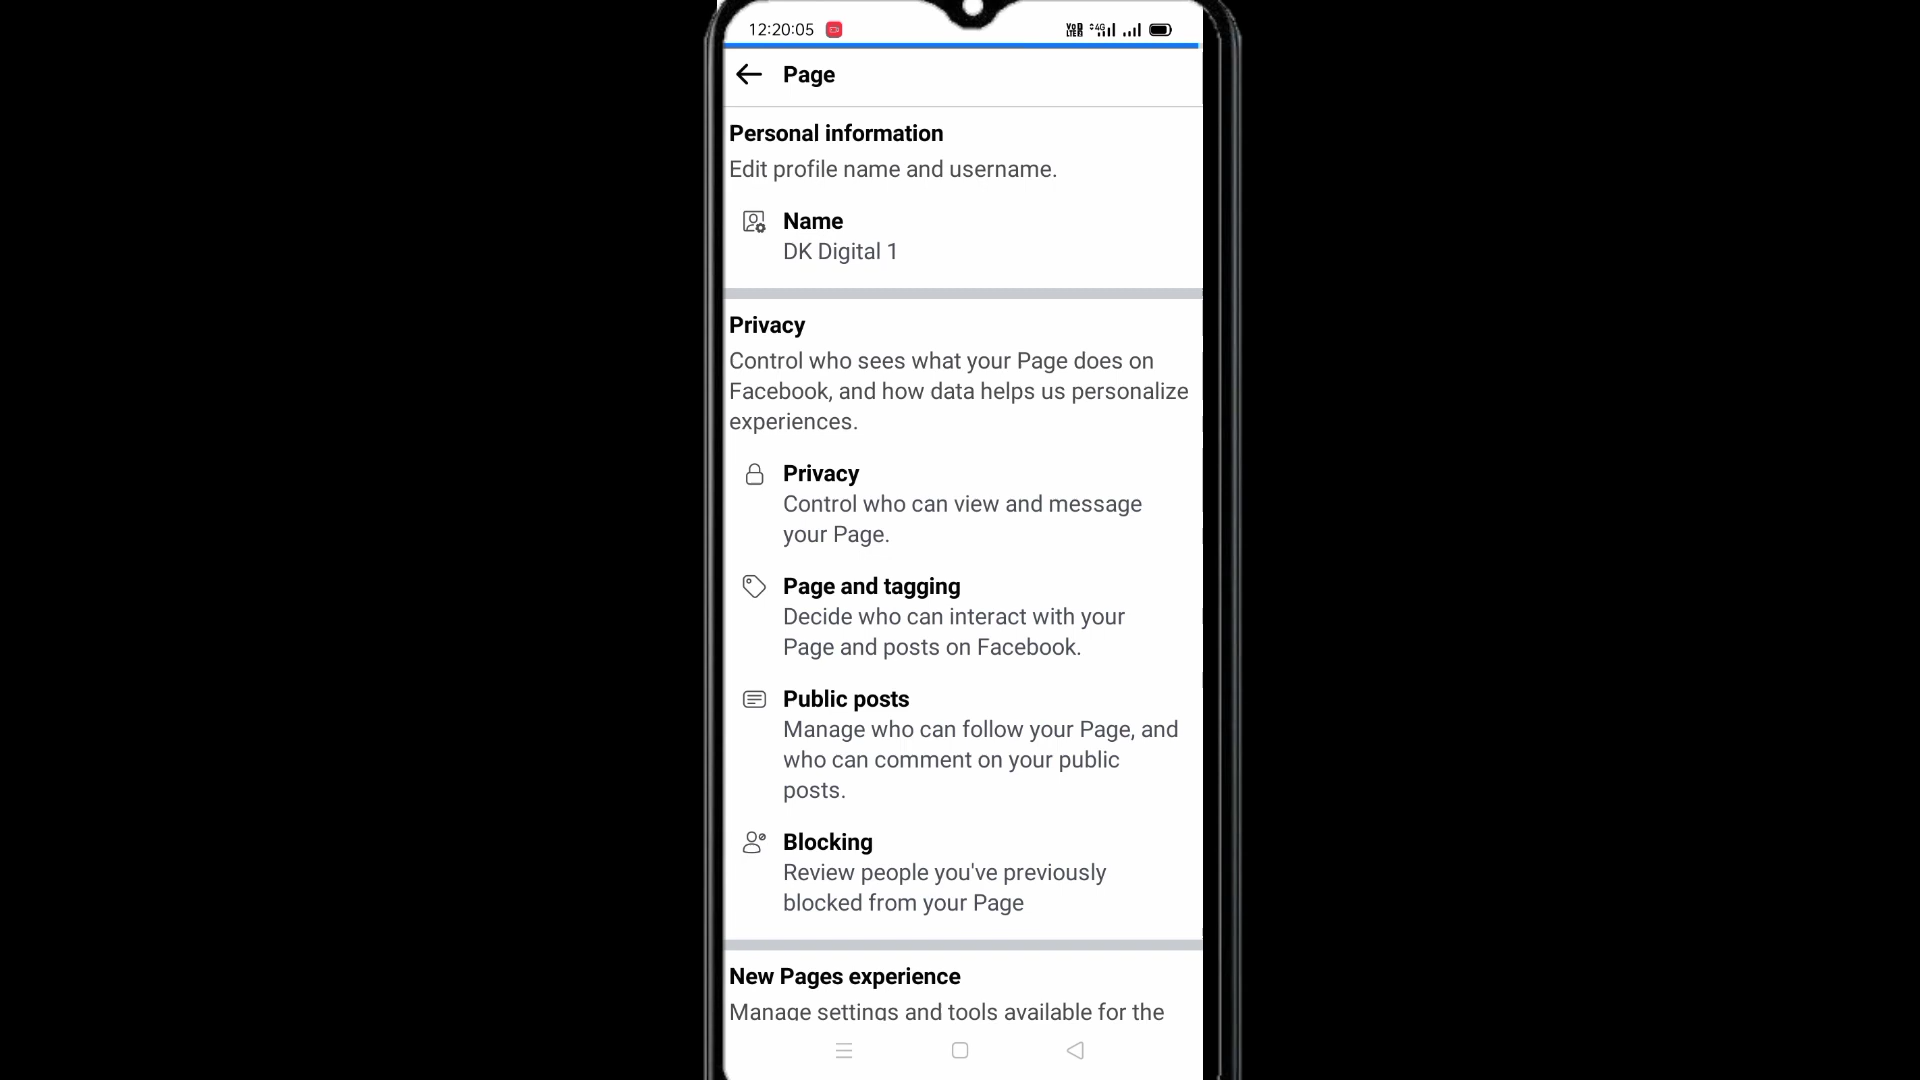 12:20:05
Page
Personal information
Edit profile name and username.
Name
DK Digital 1
Privacy
Control who sees what your Page does on
Facebook, and how data helps us personalize
experiences.
Privacy
Control who can view and message
your Page.
Page and tagging
Decide who can interact with your
Page and posts on Facebook.
Public posts
Manage who can follow your Page, and
who can comment on your public
posts.
Blocking
Review people you've previously
blocked from your Page
New Pages experience
Manage settings and tools available for the